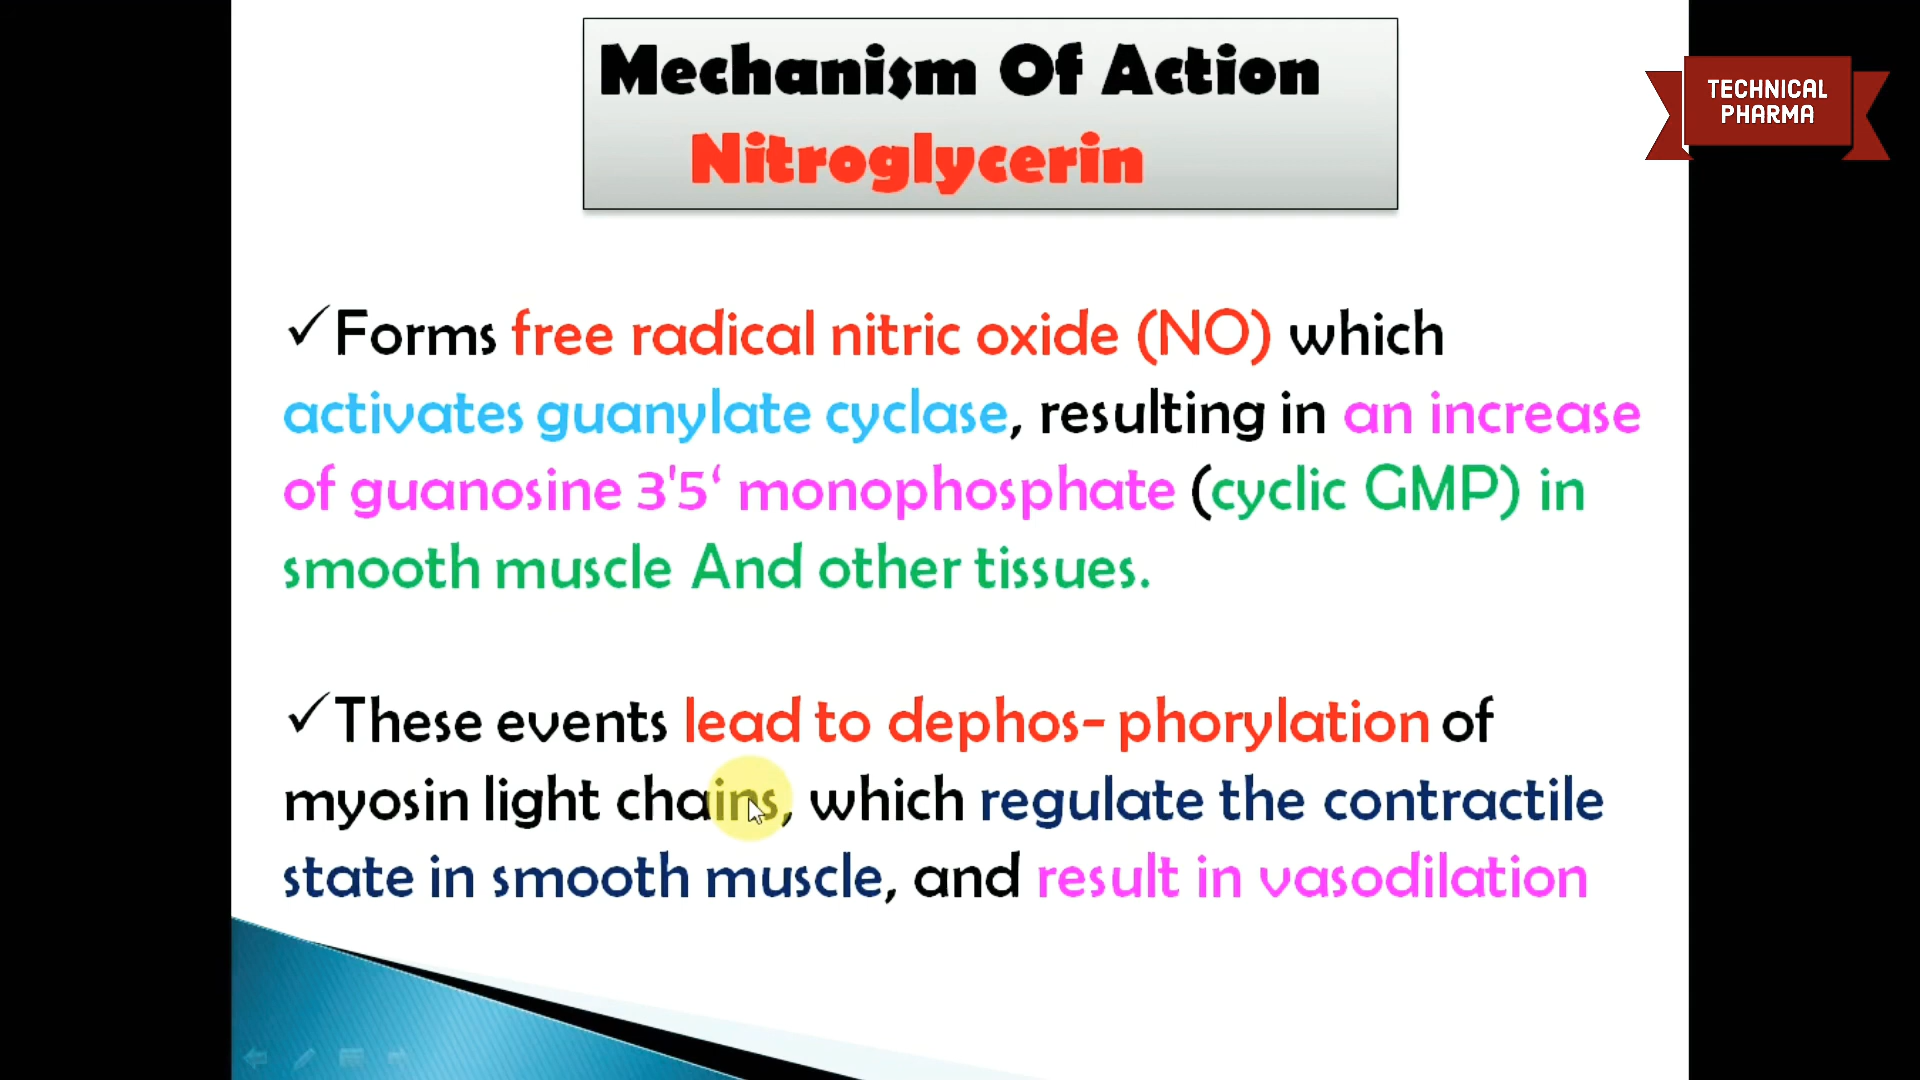 Mechanism Of Action
Nitroglycerin
TECHNICAL
PHARMA
✓Forms free radical nitric oxide (NO) which
activates guanylate cyclase, resulting in an increase
of guanosine 3'5‘ monophosphate (cyclic GMP) in
smooth muscle And other tissues.
✓These events lead to dephos- phorylation of
myosin light chains, which regulate the contractile
state in smooth muscle, and result in vasodilation